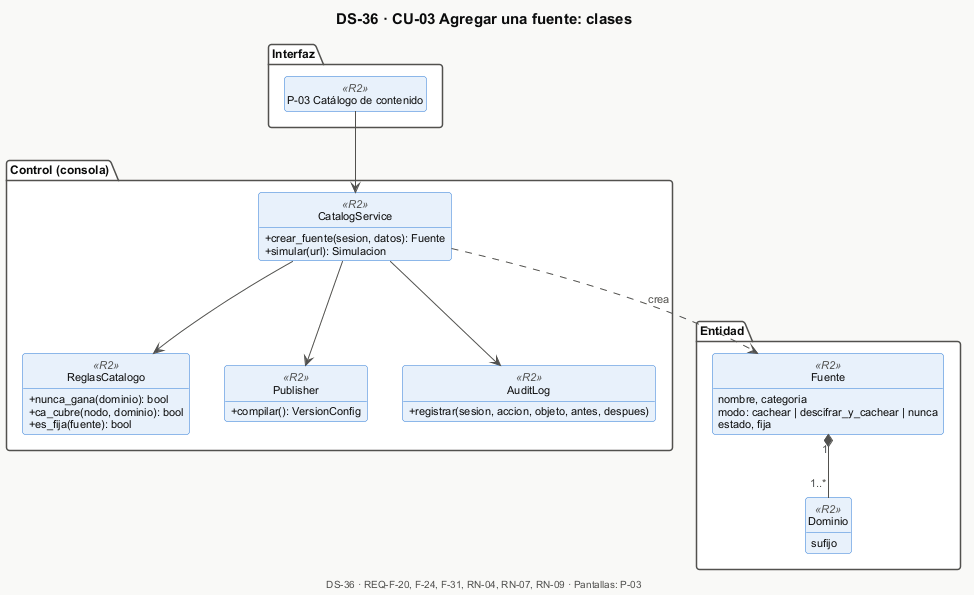 DS-36 · CU-03 Agregar una fuente: clases
Interfaz
«R2»
P-03 Catálogo de contenido
Control (consola)
«R2»
CatalogService
+crear_fuente(sesion, datos): Fuente
+simular(url): Simulacion
crea
«R2»
ReglasCatalogo
+nunca_gana(dominio): bool
+ca_cubre(nodo, dominio): bool
+es_fija(fuente): bool
«R2»
Publisher
+compilar(): VersionConfig
«R2»
AuditLog
+registrar(sesion, accion, objeto, antes, despues)
Entidad
«R2»
Fuente
nombre, categoria
modo: cachear | descifrar_y_cachear | nunca
estado, fija
1
1..*
«R2»
Dominio
sufijo
DS-36 · REQ-F-20, F-24, F-31, RN-04, RN-07, RN-09 · Pantallas: P-03